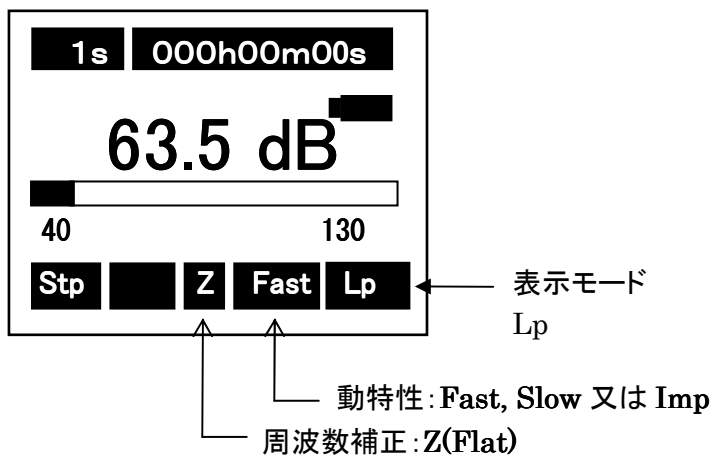 1s 000h00m00s
63.5 dB
40 130
Stp Z Fast Lp
表示モード
Lp
動特性:Fast, Slow 又は Imp
周波数補正:Z(Flat)